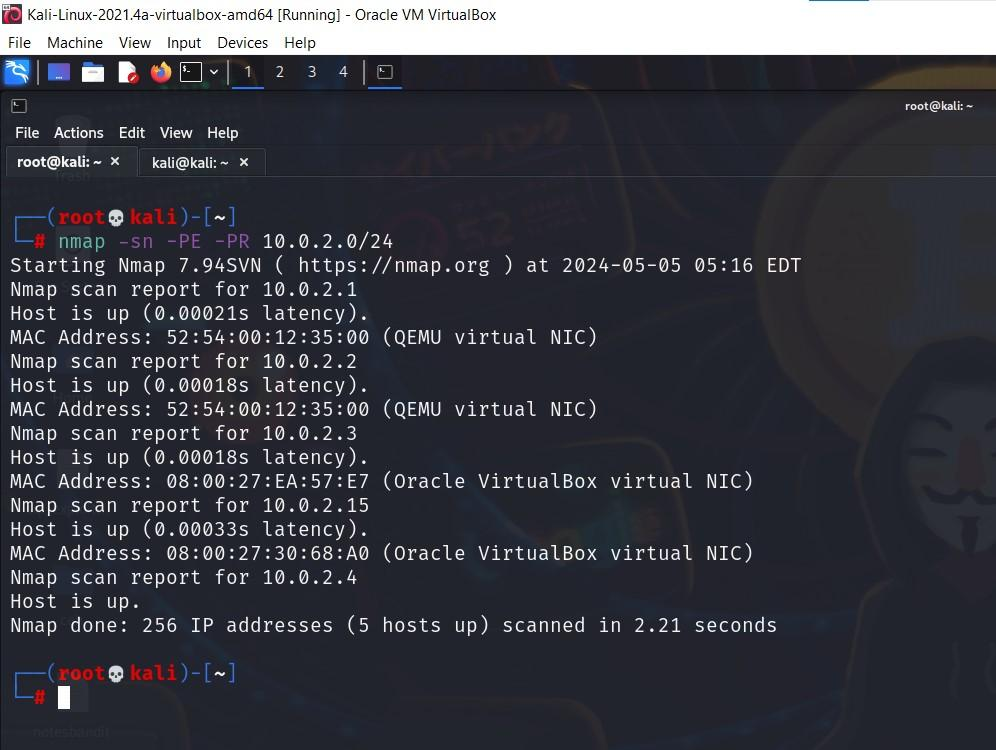 Kali-Linux-2021.4a-virtualbox-amd64 [Running] - Oracle VM VirtualBox
File Machine View Input Devices Help
1 2 3 4
root@kali: ~
File Actions Edit View Help
root@kali: ~ × kali@kali: ~ ×
Trash
┌──(root💀kali)-[~]
└─# nmap -sn -PE -PR 10.0.2.0/24
Starting Nmap 7.94SVN ( https://nmap.org ) at 2024-05-05 05:16 EDT
Nmap scan report for 10.0.2.1
Host is up (0.00021s latency).
MAC Address: 52:54:00:12:35:00 (QEMU virtual NIC)
Nmap scan report for 10.0.2.2
Host is up (0.00018s latency).
MAC Address: 52:54:00:12:35:00 (QEMU virtual NIC)
Nmap scan report for 10.0.2.3
Host is up (0.00018s latency).
MAC Address: 08:00:27:EA:57:E7 (Oracle VirtualBox virtual NIC)
Nmap scan report for 10.0.2.15
Host is up (0.00033s latency).
MAC Address: 08:00:27:30:68:A0 (Oracle VirtualBox virtual NIC)
Nmap scan report for 10.0.2.4
Host is up.
Nmap done: 256 IP addresses (5 hosts up) scanned in 2.21 seconds
┌──(root💀kali)-[~]
└─#
notesbandit